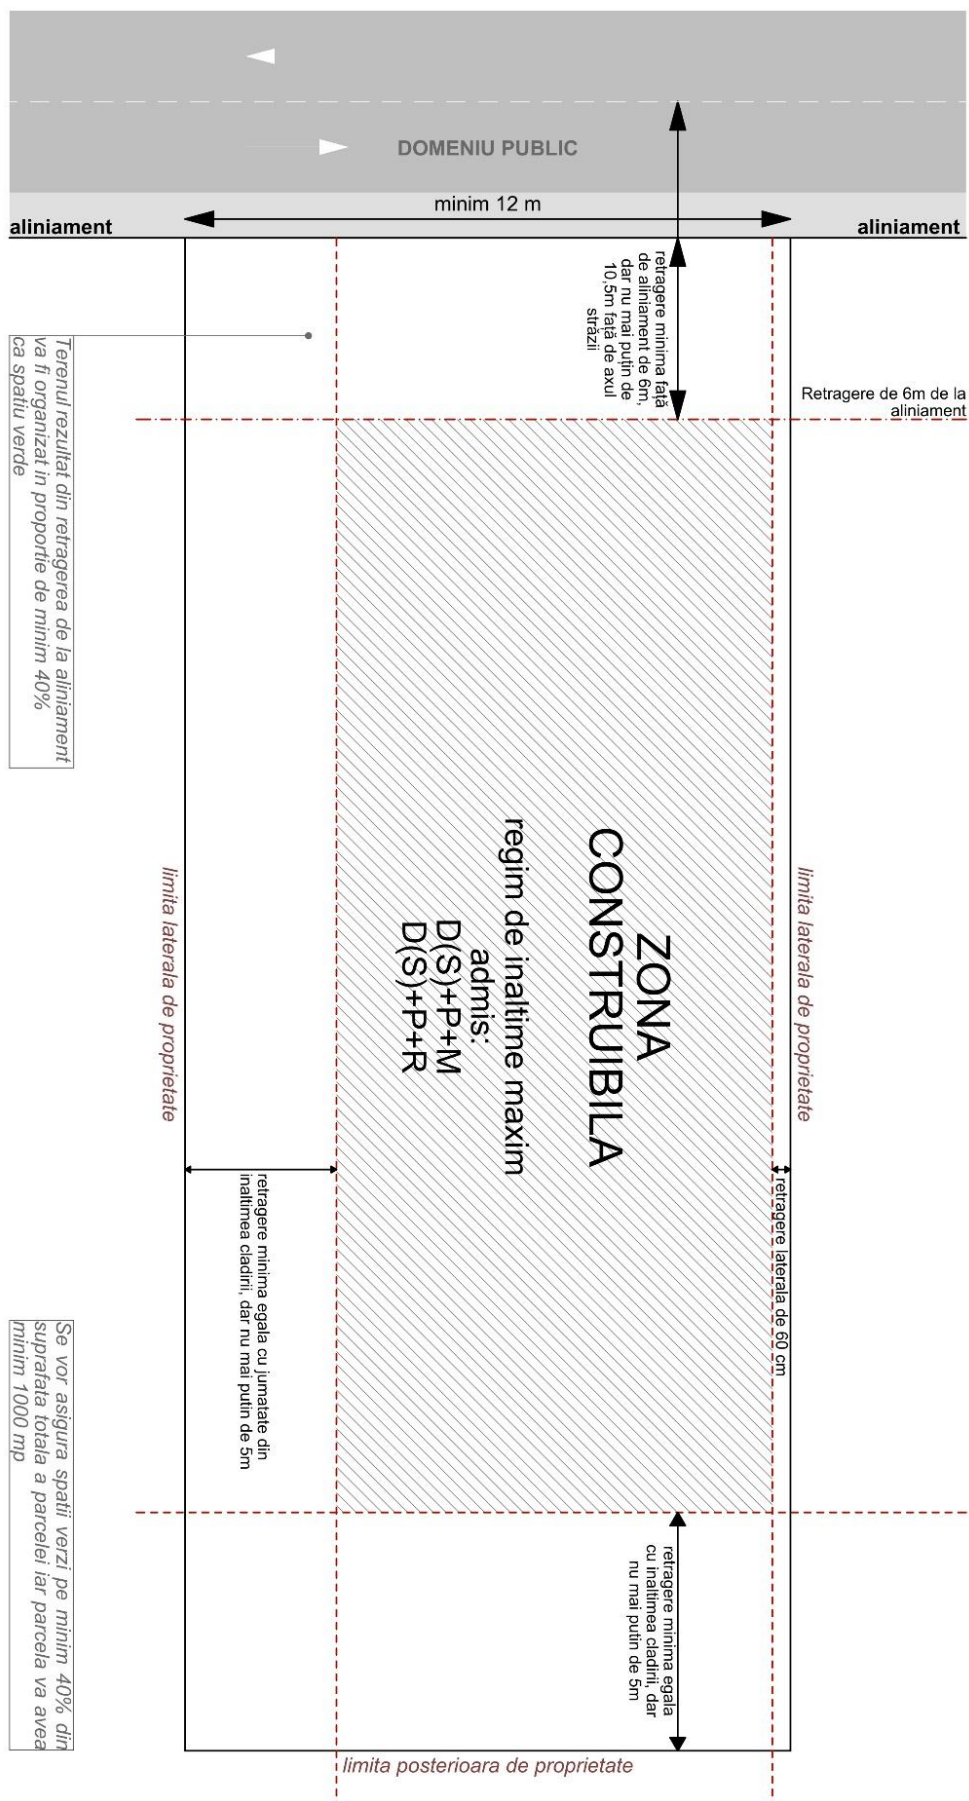 DOMENIU PUBLIC
minim 12 m
aliniament
aliniament
retragere minima față
de aliniament de 6m,
dar nu mai puțin de
10,5m față de axul
străzii
Retragere de 6m de la
aliniament
Terenul rezultat din retragerea de la aliniament
va fi organizat in proportie de minim 40%
ca spatiu verde
ZONA
CONSTRUIBILA
regim de inaltime maxim
admis:
D(S)+P+M
D(S)+P+R
limita laterala de proprietate
limita laterala de proprietate
retragere minima egala cu jumatate din
inaltimea cladirii, dar nu mai putin de 5m
retragere laterala de 60 cm
Se vor asigura spatii verzi pe minim 40% din
suprafata totala a parcelei iar parcela va avea
minim 1000 mp
retragere minima egala
cu inaltimea cladirii, dar
nu mai putin de 5m
limita posterioara de proprietate